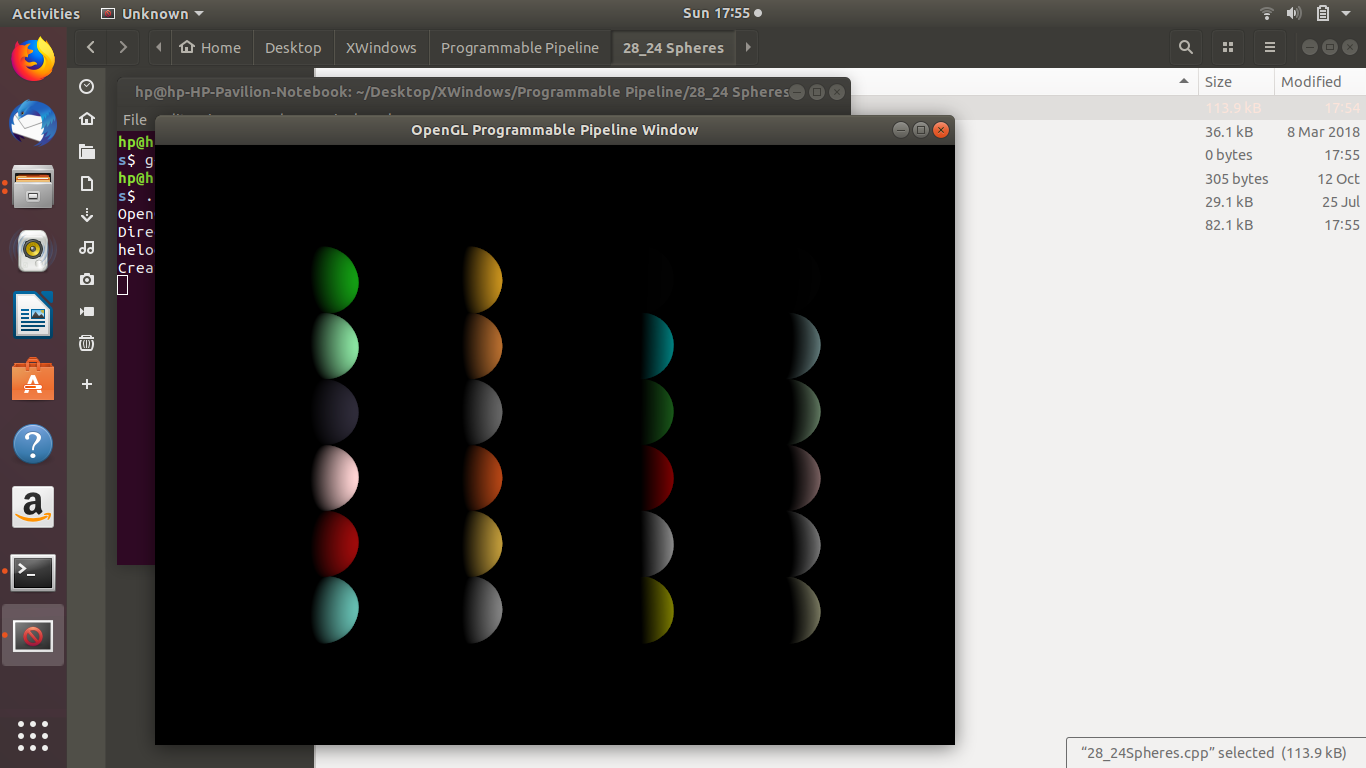 Activities Unknown Sun 17:55
Home Desktop XWindows Programmable Pipeline 28_24 Spheres
Size Modified
hp@hp-HP-Pavilion-Notebook: ~/Desktop/XWindows/Programmable Pipeline/28_24 Spheres
113.9 kB 17:54
File
OpenGL Programmable Pipeline Window
36.1 kB 8 Mar 2018
hp@h
s$ g
0 bytes 17:55
hp@h
305 bytes 12 Oct
s$ .
29.1 kB 25 Jul
Open
82.1 kB 17:55
Dire
helo
Crea
“28_24Spheres.cpp” selected (113.9 kB)